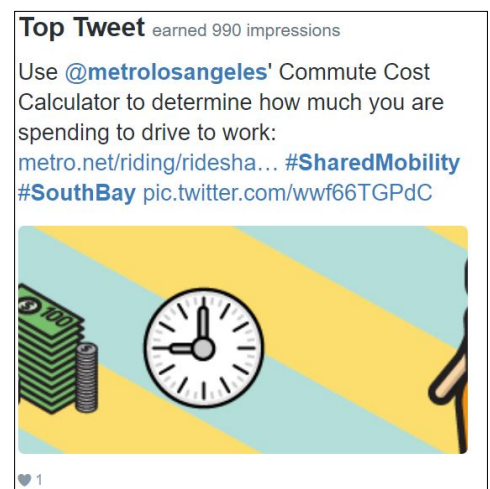 Top Tweet earned 990 impressions
Use @metrolosangeles' Commute Cost
Calculator to determine how much you are
spending to drive to work:
metro.net/riding/ridesha… #SharedMobility
#SouthBay pic.twitter.com/wwf66TGPdC
$ 100
$
1